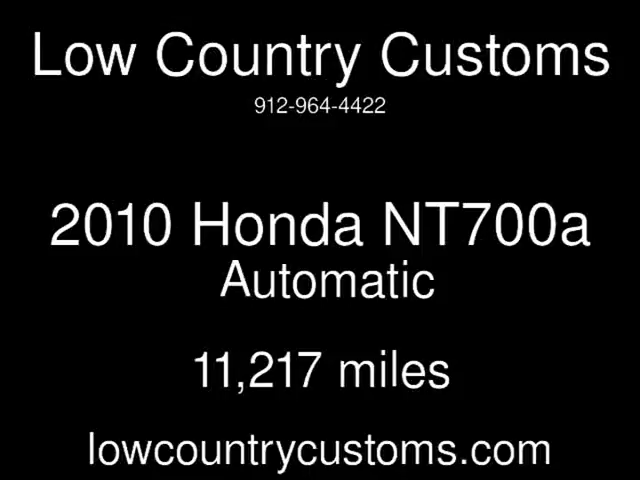 Low Country Customs
912-964-4422
2010 Honda NT700a
Automatic
11,217 miles
lowcountrycustoms.com